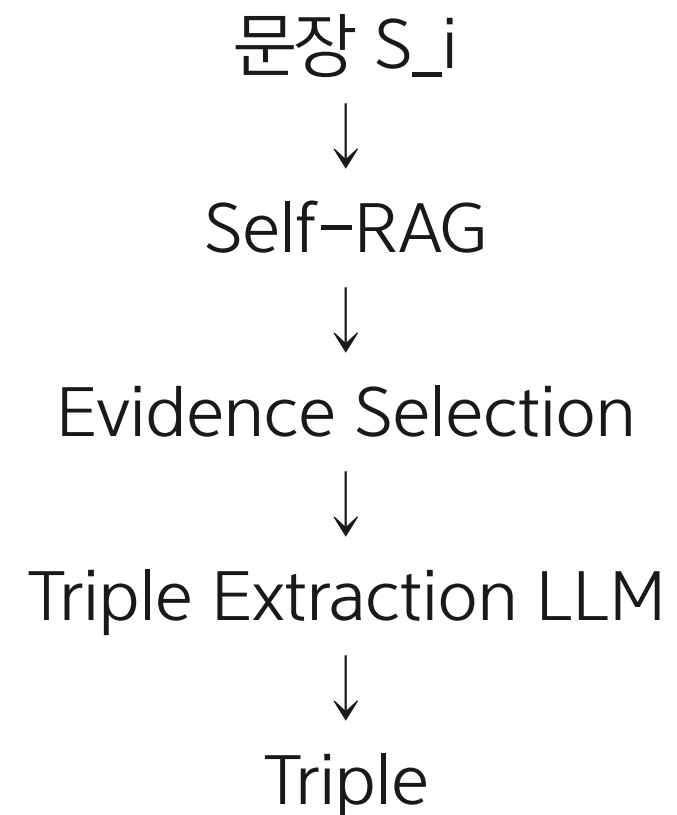 문장 S_i
↓
Self-RAG
↓
Evidence Selection
↓
Triple Extraction LLM
↓
Triple